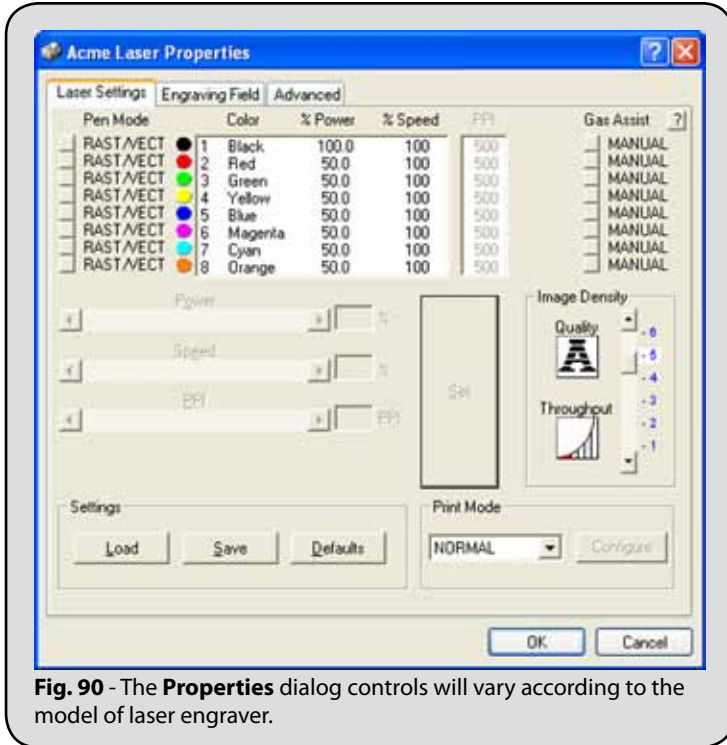 Acme Laser Properties
Laser Settings Engraving Field Advanced
Pen Mode Color % Power % Speed PPI Gas Assist ?
RAST/VECT 1 Black 100.0 100 500 MANUAL
RAST/VECT 2 Red 50.0 100 500 MANUAL
RAST/VECT 3 Green 50.0 100 500 MANUAL
RAST/VECT 4 Yellow 50.0 100 500 MANUAL
RAST/VECT 5 Blue 50.0 100 500 MANUAL
RAST/VECT 6 Magenta 50.0 100 500 MANUAL
RAST/VECT 7 Cyan 50.0 100 500 MANUAL
RAST/VECT 8 Orange 50.0 100 500 MANUAL
Power
%
Speed
%
PPI
PPI
Set
Image Density
Quality
Throughput
- 6
- 5
- 4
- 3
- 2
- 1
Settings
Load Save Defaults
Print Mode
NORMAL Configure
OK Cancel
Fig. 90 - The Properties dialog controls will vary according to the
model of laser engraver.